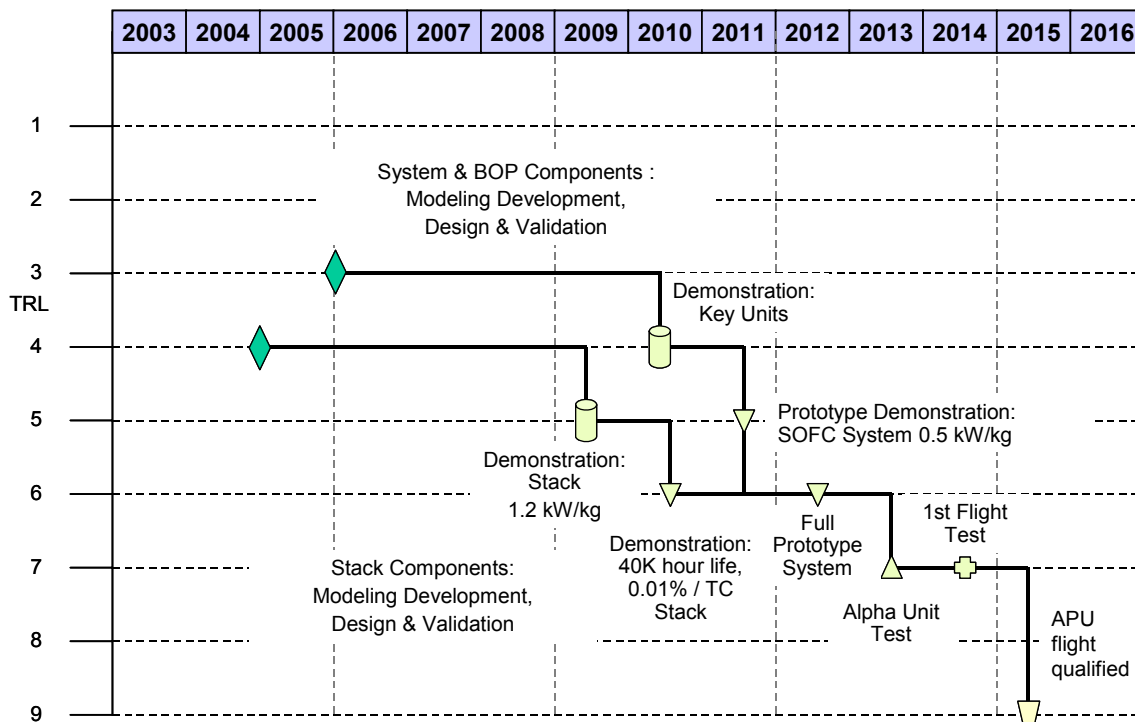 2003 2004 2005 2006 2007 2008 2009 2010 2011 2012 2013 2014 2015 2016
1
System & BOP Components :
Modeling Development,
Design & Validation
2
3
TRL
Demonstration:
Key Units
4
Prototype Demonstration:
SOFC System 0.5 kW/kg
5
Demonstration:
Stack
1.2 kW/kg
6
Full
Prototype
System
1st Flight
Test
Demonstration:
40K hour life,
0.01% / TC
Stack
7
Stack Components:
Modeling Development,
Design & Validation
Alpha Unit
Test
APU
flight
qualified
8
9